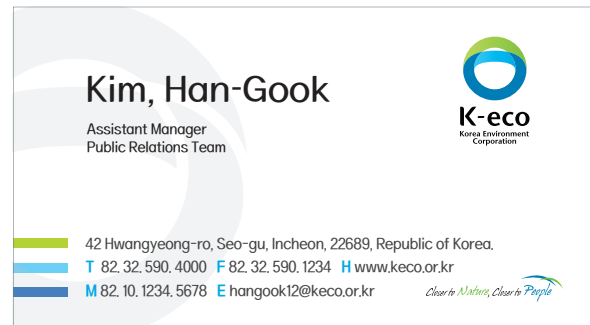 Kim, Han-Gook
Assistant Manager
Public Relations Team
K-eco
Korea Environment
Corporation
42 Hwangyeong-ro, Seo-gu, Incheon, 22689, Republic of Korea.
T 82. 32. 590. 4000 F 82. 32. 590. 1234 H www.keco.or.kr
M 82. 10. 1234. 5678 E hangook12@keco.or.kr
Closer to Nature, Closer to People